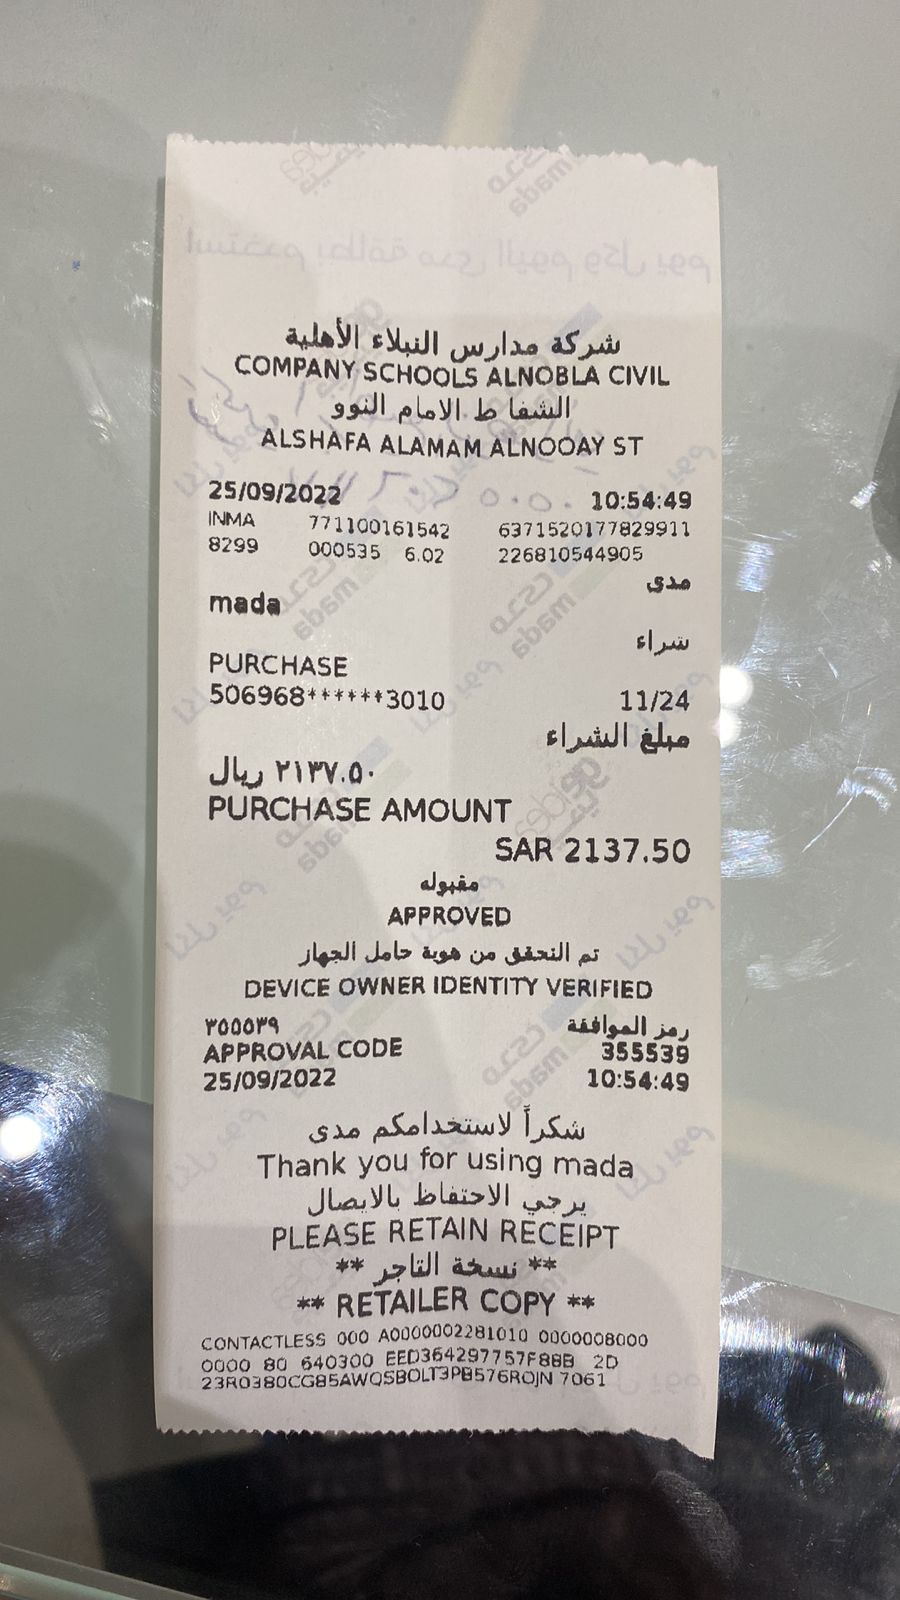 شركة مدارس النبلاء الأهلية
COMPANY SCHOOLS ALNOBLA CIVIL
الشفا ط الامام النوو
ALSHAFA ALAMAM ALNOOAY ST
25/09/2022 10:54:49
INMA 771100161542 6371520177829911
8299 000535 6.02 226810544905
مدى
mada
شراء
PURCHASE
506968******3010 11/24
مبلغ الشراء
٢١٣٧.٥٠ ريال
PURCHASE AMOUNT
SAR 2137.50
مقبوله
APPROVED
تم التحقق من هوية حامل الجهاز
DEVICE OWNER IDENTITY VERIFIED
رمز الموافقة ٣٥٥٥٣٩
APPROVAL CODE 355539
25/09/2022 10:54:49
شكراً لاستخدامكم مدى
Thank you for using mada
يرجي الاحتفاظ بالايصال
PLEASE RETAIN RECEIPT
** نسخة التاجر **
** RETAILER COPY **
CONTACTLESS 000 A0000002281010 0000008000
0000 80 640300 EED364297757F88B 2D
23R0380CG85AWQSBOLT3PB576ROJN 7061